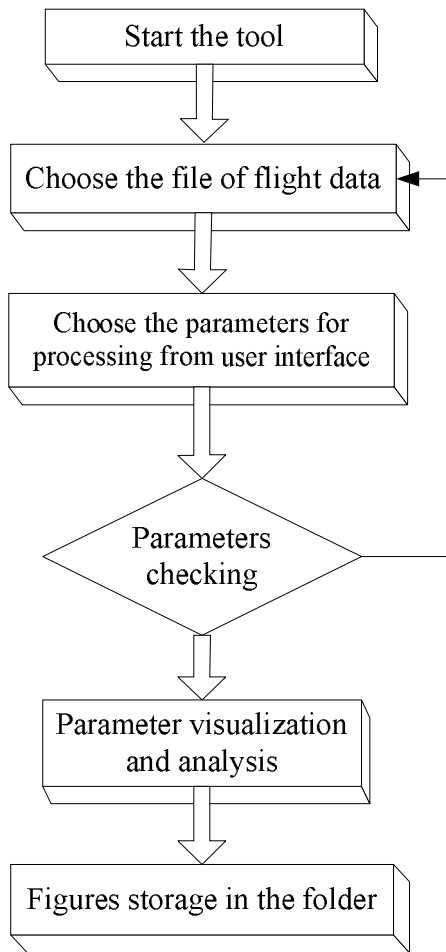 Start the tool
Choose the file of flight data
Choose the parameters for
processing from user interface
Parameters
checking
Parameter visualization
and analysis
Figures storage in the folder